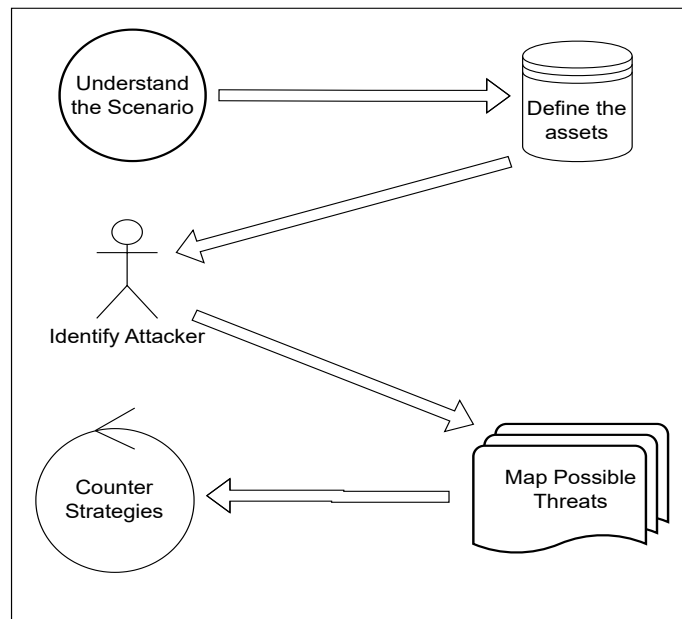 Understand
the Scenario
Define the
assets
Identify Attacker
Map Possible
Threats
Counter
Strategies